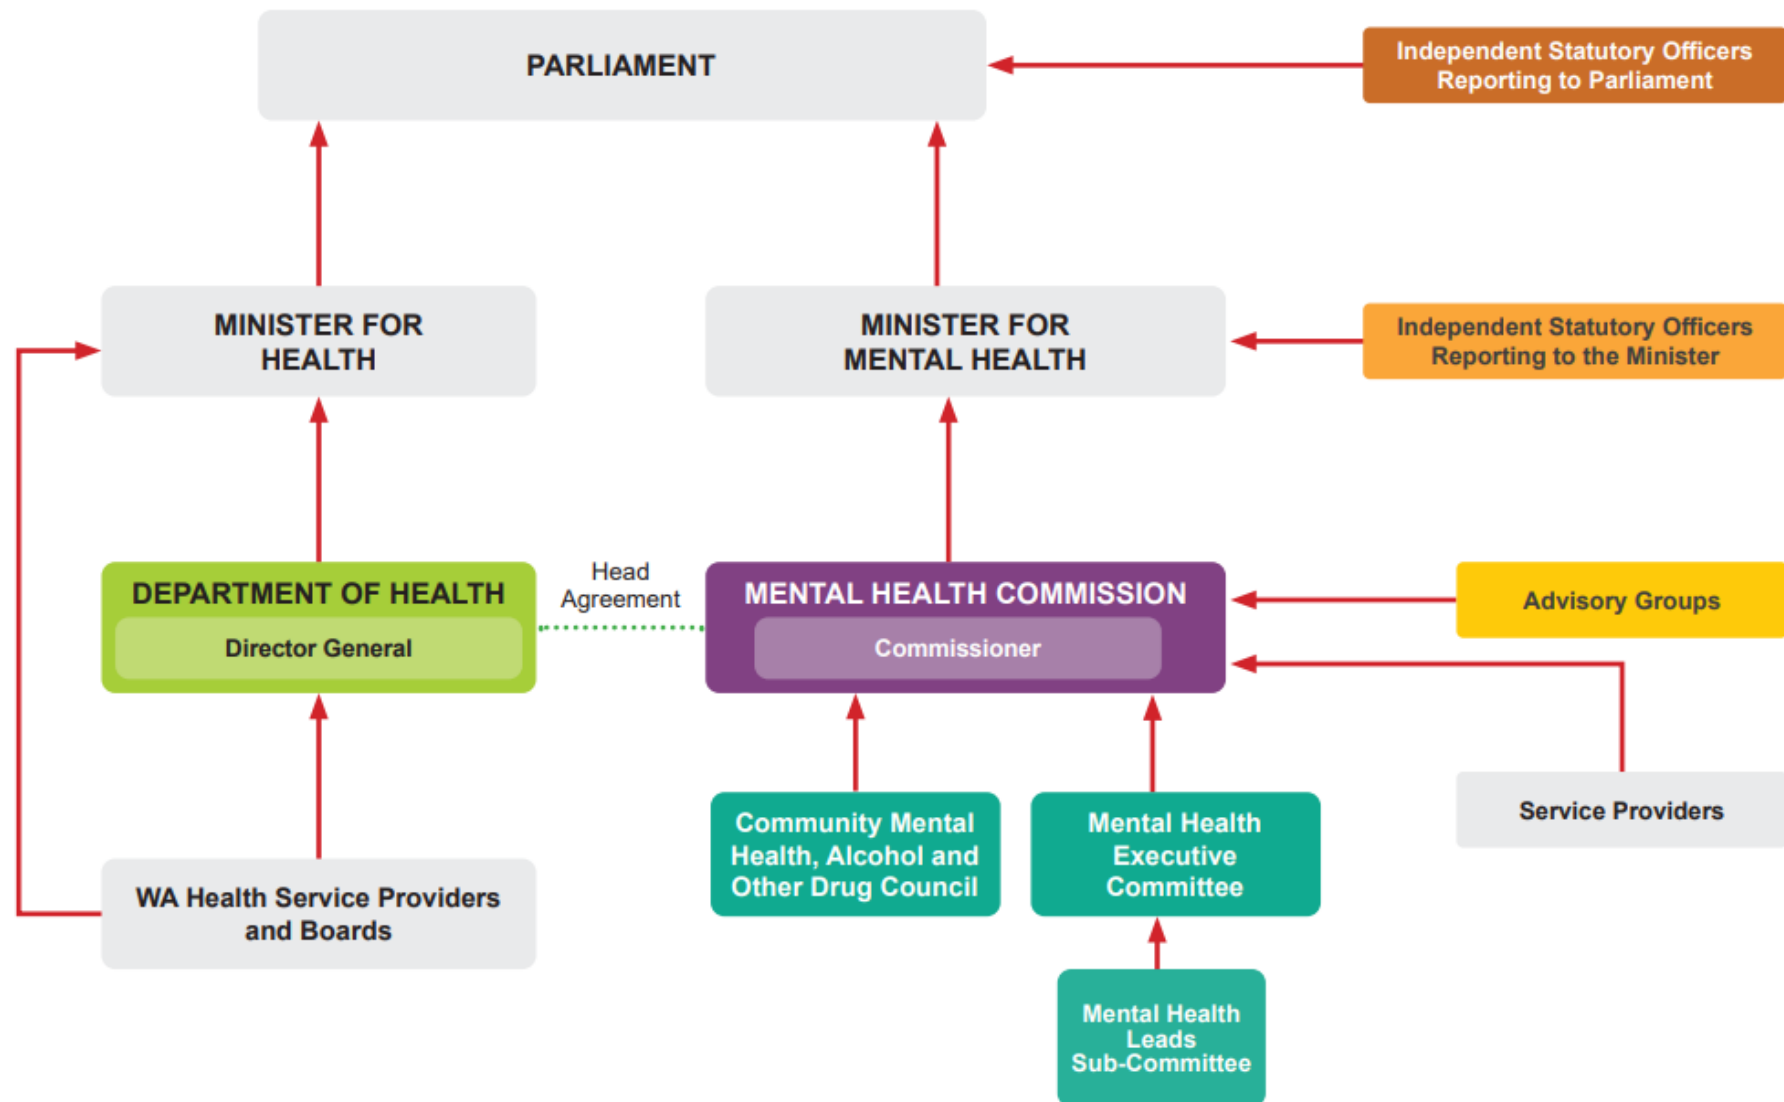 PARLIAMENT
Independent Statutory Officers
Reporting to Parliament
MINISTER FOR
HEALTH
MINISTER FOR
MENTAL HEALTH
Independent Statutory Officers
Reporting to the Minister
DEPARTMENT OF HEALTH
Director General
Head
Agreement
MENTAL HEALTH COMMISSION
Commissioner
Advisory Groups
Service Providers
WA Health Service Providers
and Boards
Community Mental
Health, Alcohol and
Other Drug Council
Mental Health
Executive
Committee
Mental Health
Leads
Sub-Committee